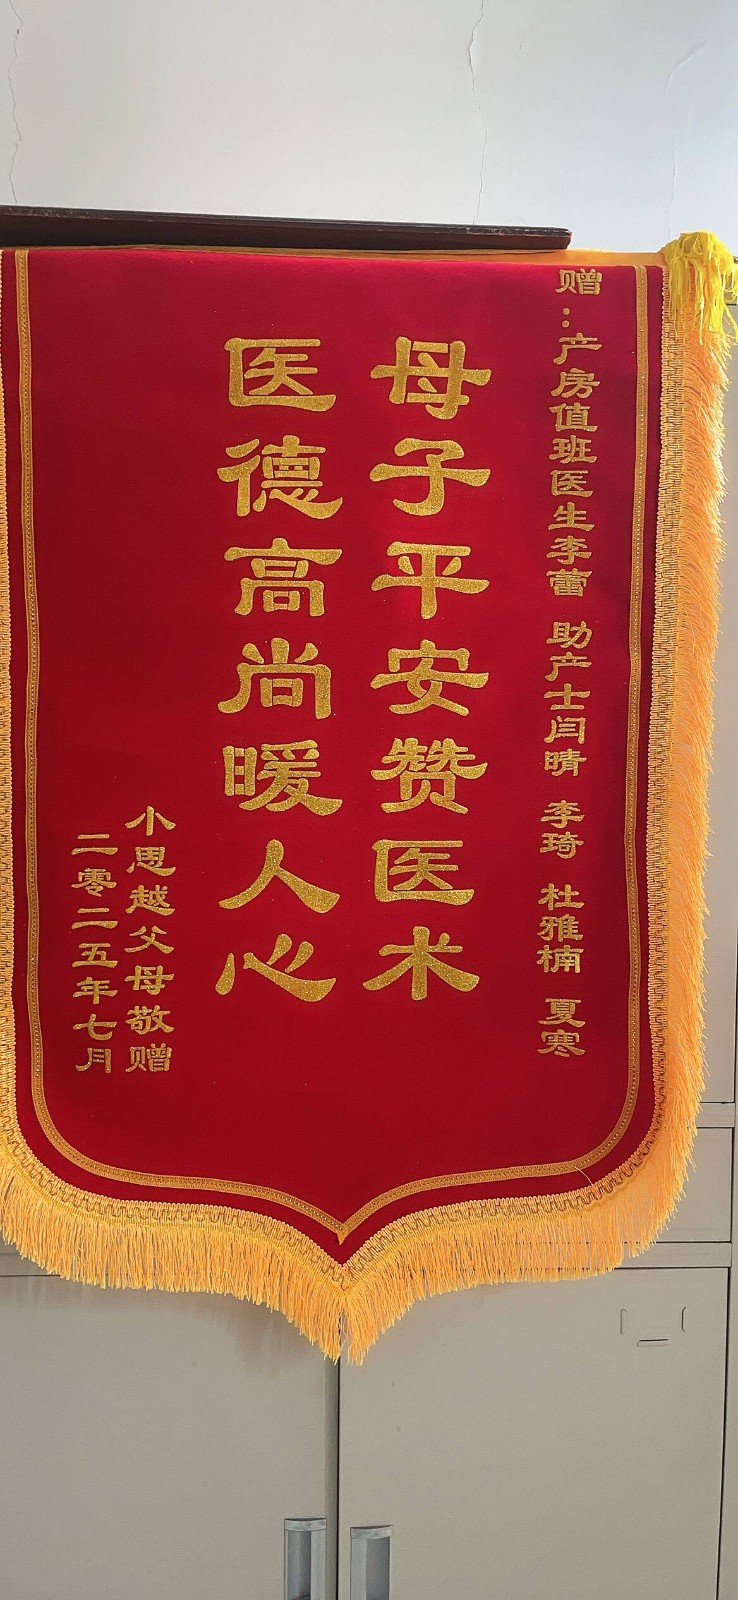 赠：产房值班医生李蕾 助产士闫晴 李琦 杜雅楠 夏寒
母子平安赞医术
医德高尚暖人心
小思越父母敬赠
二零二五年七月